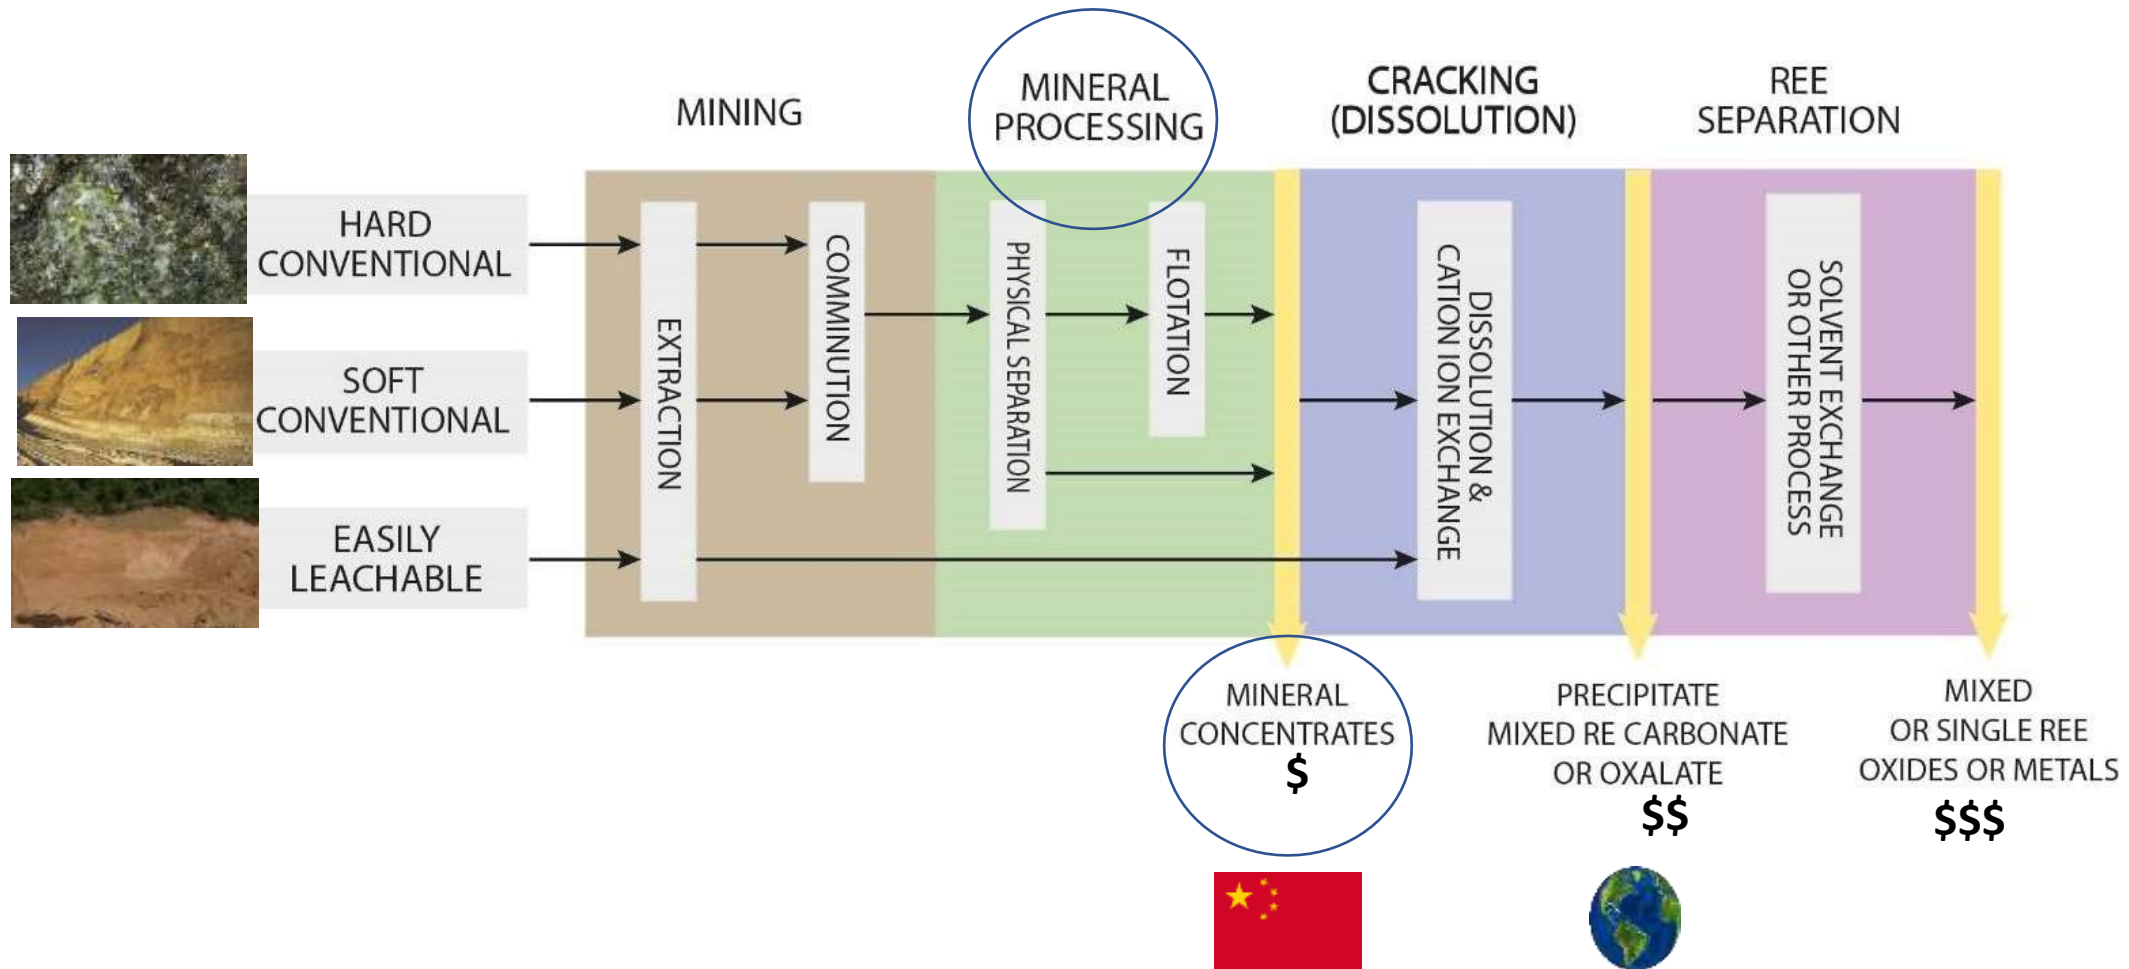 MINING
MINERAL
PROCESSING
CRACKING
(DISSOLUTION)
REE
SEPARATION
HARD
CONVENTIONAL
SOFT
CONVENTIONAL
EASILY
LEACHABLE
EXTRACTION
COMMINUTION
PHYSICAL SEPARATION
FLOTATION
DISSOLUTION &
CATION ION EXCHANGE
SOLVENT EXCHANGE
OR OTHER PROCESS
MINERAL
CONCENTRATES
$
PRECIPITATE
MIXED RE CARBONATE
OR OXALATE
$$
MIXED
OR SINGLE REE
OXIDES OR METALS
$$$